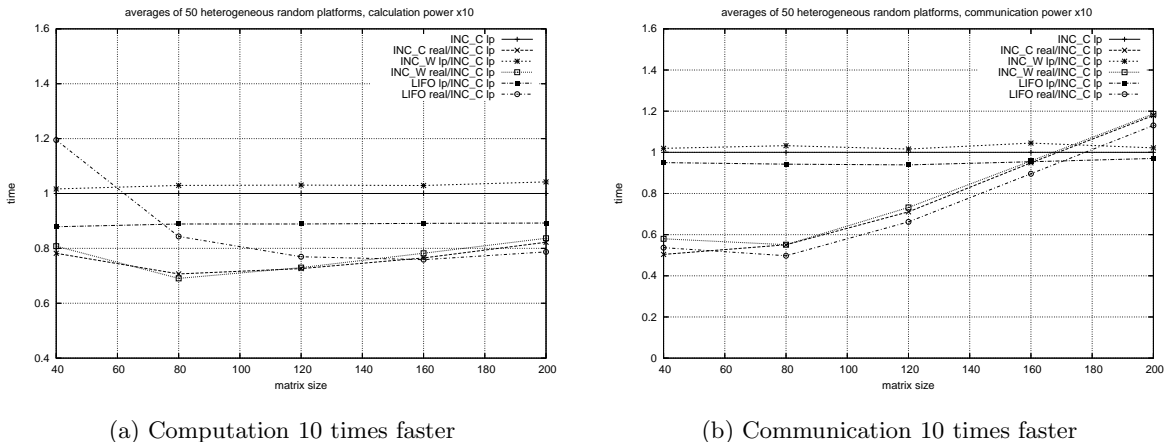 averages of 50 heterogeneous random platforms, calculation power x10
1.6
1.4
1.2
1
0.8
0.6
0.4
time
40 60 80 100 120 140 160 180 200
matrix size
INC_C lp
INC_C real/INC_C lp
INC_W lp/INC_C lp
INC_W real/INC_C lp
LIFO lp/INC_C lp
LIFO real/INC_C lp
(a) Computation 10 times faster
averages of 50 heterogeneous random platforms, communication power x10
1.6
1.4
1.2
1
0.8
0.6
0.4
0.2
0
time
40 60 80 100 120 140 160 180 200
matrix size
INC_C lp
INC_C real/INC_C lp
INC_W lp/INC_C lp
INC_W real/INC_C lp
LIFO lp/INC_C lp
LIFO real/INC_C lp
(b) Communication 10 times faster